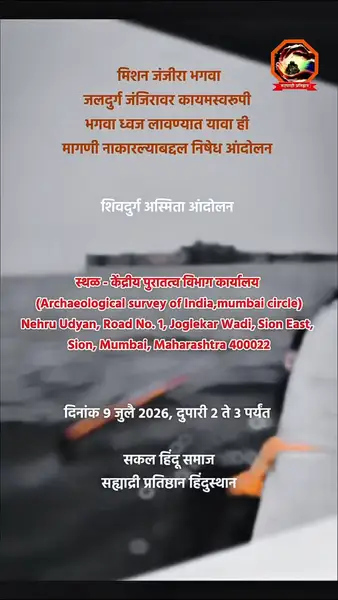 मिशन जंजीरा भगवा
जलदुर्ग जंजिरावर कायमस्वरूपी
भगवा ध्वज लावण्यात यावा ही
मागणी नाकारल्याबद्दल निषेध आंदोलन
शिवदुर्ग अस्मिता आंदोलन
स्थळ - केंद्रीय पुरातत्व विभाग कार्यालय
(Archaeological survey of India,mumbai circle)
Nehru Udyan, Road No. 1, Joglekar Wadi, Sion East,
Sion, Mumbai, Maharashtra 400022
दिनांक 9 जुलै 2026, दुपारी 2 ते 3 पर्यंत
सकल हिंदू समाज
सह्याद्री प्रतिष्ठान हिंदुस्थान